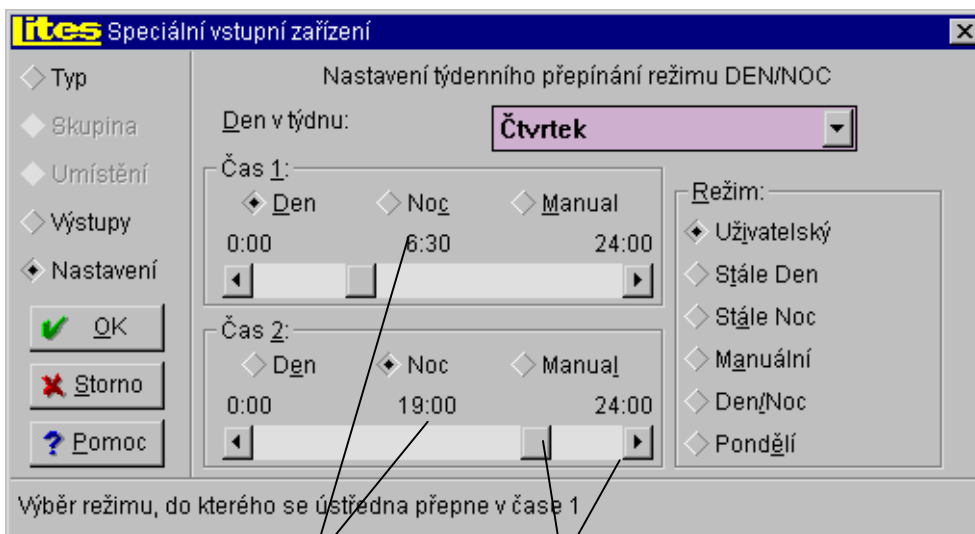 lites Speciální vstupní zařízení
Typ
Skupina
Umístění
Výstupy
Nastavení
OK
Storno
Pomoc
Nastavení týdenního přepínání režimu DEN/NOC
Den v týdnu: Čtvrtek
Čas 1:
Den Noc Manual
0:00 6:30 24:00
Čas 2:
Den Noc Manual
0:00 19:00 24:00
Režim:
Uživatelský
Stále Den
Stále Noc
Manuální
Den/Noc
Pondělí
Výběr režimu, do kterého se ústředna přepne v čase 1